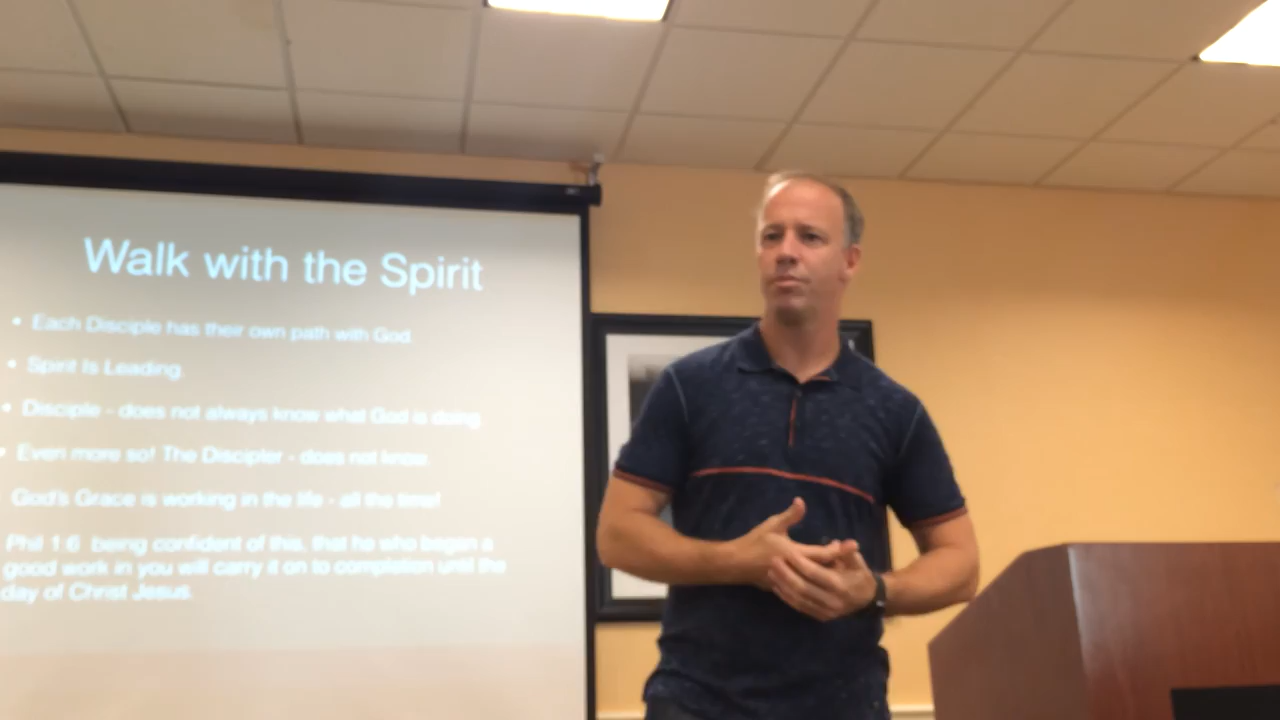 Walk with the Spirit
• Each Disciple has their own path with God.
• Spirit Is Leading.
• Disciple - does not always know what God is doing.
• Even more so! The Discipler - does not know.
God's Grace is working in the life - all the time!
Phil 1:6 being confident of this, that he who began a
good work in you will carry it on to completion until the
day of Christ Jesus.